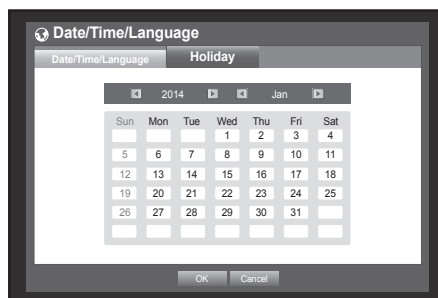 Date/Time/Language
Date/Time/Language Holiday
2014 Jan
Sun Mon Tue Wed Thu Fri Sat
1 2 3 4
5 6 7 8 9 10 11
12 13 14 15 16 17 18
19 20 21 22 23 24 25
26 27 28 29 30 31
OK Cancel